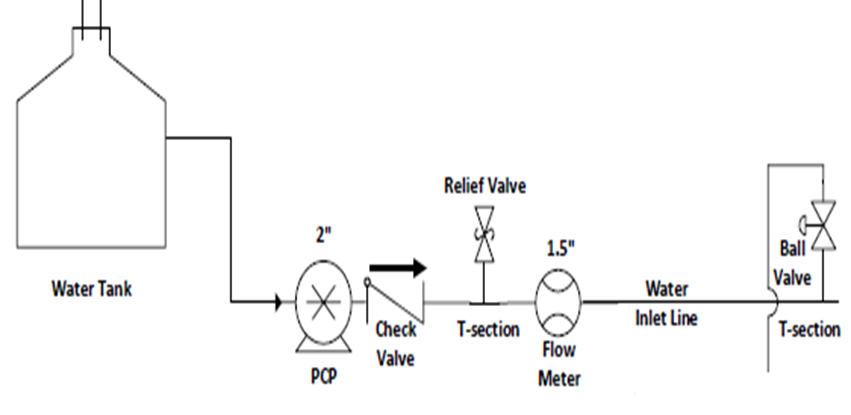 Relief Valve
2"
1.5"
Ball
Valve
Water Tank
Water
Inlet Line
Check
Valve
T-section
T-section
Flow
Meter
PCP